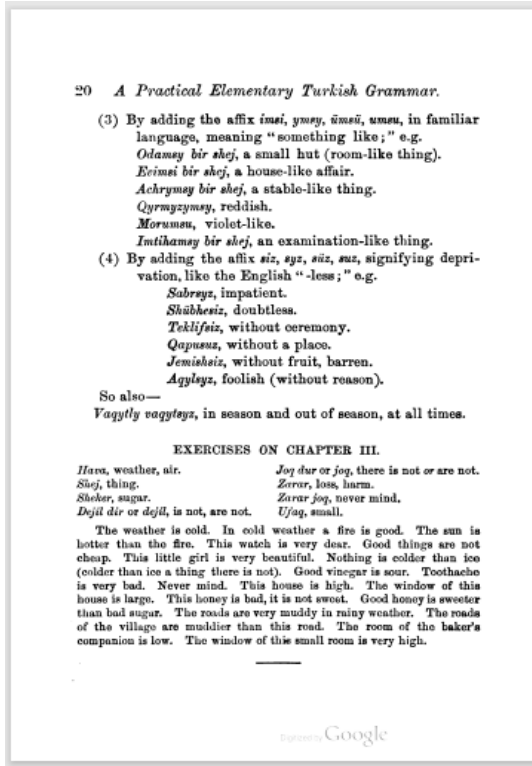 20 A Practical Elementary Turkish Grammar.
(3) By adding the affix imsi, ymsy, ümsü, umsu, in familiar
language, meaning "something like;" e.g.
Odamsy bir shej, a small hut (room-like thing).
Evimsi bir shej, a house-like affair.
Achrymsy bir shej, a stable-like thing.
Qyrmyzymsy, reddish.
Morumsu, violet-like.
Imtihamsy bir shej, an examination-like thing.
(4) By adding the affix siz, syz, süz, suz, signifying depri-
vation, like the English "-less;" e.g.
Sabrsyz, impatient.
Shübhesiz, doubtless.
Teklifsiz, without ceremony.
Qapusuz, without a place.
Jemishsiz, without fruit, barren.
Aqylsyz, foolish (without reason).
So also—
Vaqytly vaqytsyz, in season and out of season, at all times.
EXERCISES ON CHAPTER III.
Hava, weather, air.
Shej, thing.
Sheker, sugar.
Dejil dir or dejil, is not, are not.
Joq dur or joq, there is not or are not.
Zarar, loss, harm.
Zarar joq, never mind.
Ufaq, small.
The weather is cold. In cold weather a fire is good. The sun is
hotter than the fire. This watch is very dear. Good things are not
cheap. This little girl is very beautiful. Nothing is colder than ice
(colder than ice a thing there is not). Good vinegar is sour. Toothache
is very bad. Never mind. This house is high. The window of this
house is large. This honey is bad, it is not sweet. Good honey is sweeter
than bad sugar. The roads are very muddy in rainy weather. The roads
of the village are muddier than this road. The room of the baker's
companion is low. The window of this small room is very high.
Digitized by Google